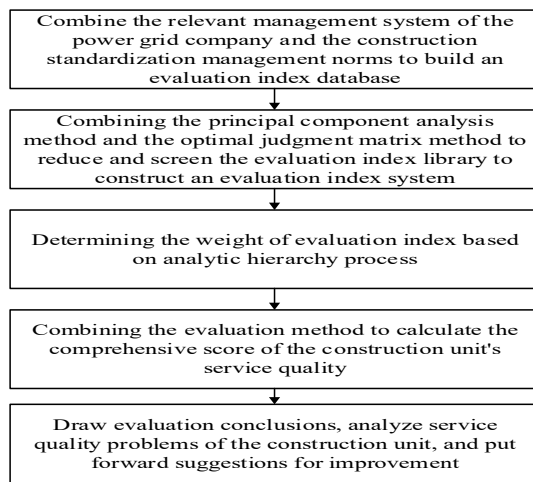 Combine the relevant management system of the
power grid company and the construction
standardization management norms to build an
evaluation index database
Combining the principal component analysis
method and the optimal judgment matrix method to
reduce and screen the evaluation index library to
construct an evaluation index system
Determining the weight of evaluation index based
on analytic hierarchy process
Combining the evaluation method to calculate the
comprehensive score of the construction unit's
service quality
Draw evaluation conclusions, analyze service
quality problems of the construction unit, and put
forward suggestions for improvement